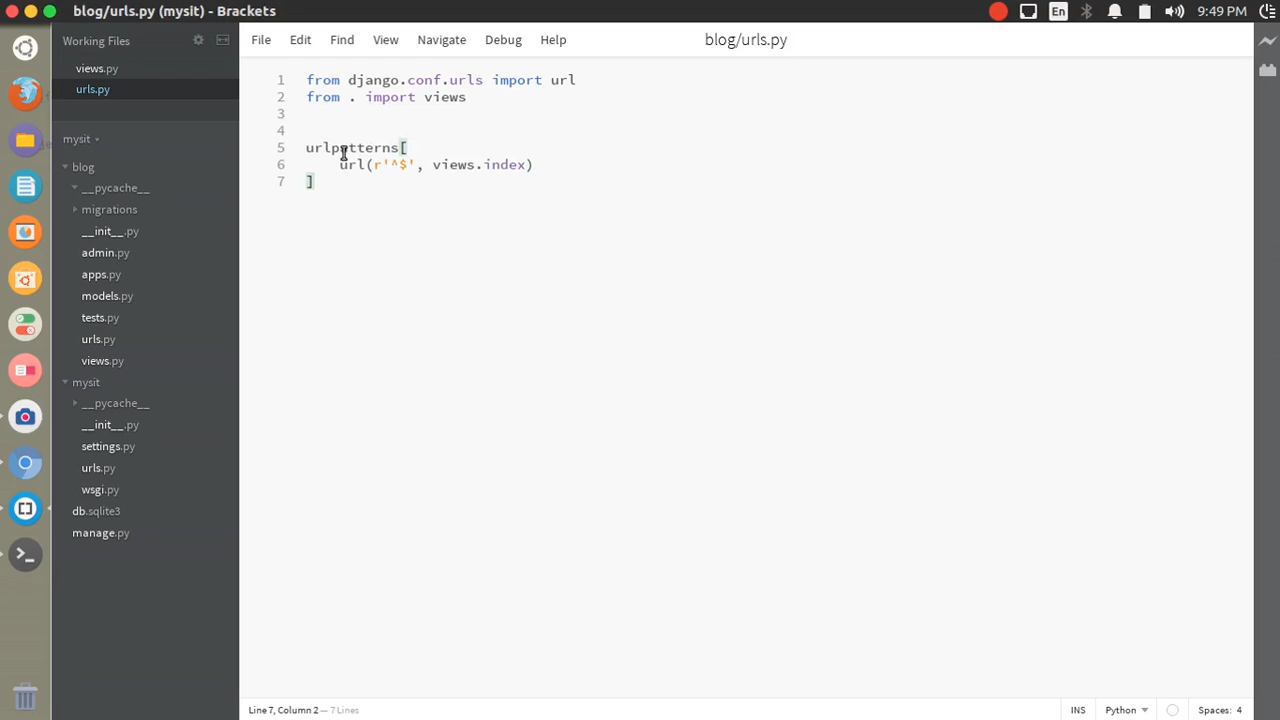 blog/urls.py (mysit) - Brackets
En
9:49 PM
Working Files
views.py
urls.py
mysit
blog
__pycache__
migrations
__init__.py
admin.py
apps.py
models.py
tests.py
urls.py
views.py
mysit
__pycache__
__init__.py
settings.py
urls.py
wsgi.py
db.sqlite3
manage.py
File Edit Find View Navigate Debug Help
blog/urls.py
1 from django.conf.urls import url
2 from . import views
3
4
5 urlpatterns[
6 url(r'^$', views.index)
7 ]
Line 7, Column 2 — 7 Lines
INS Python Spaces: 4